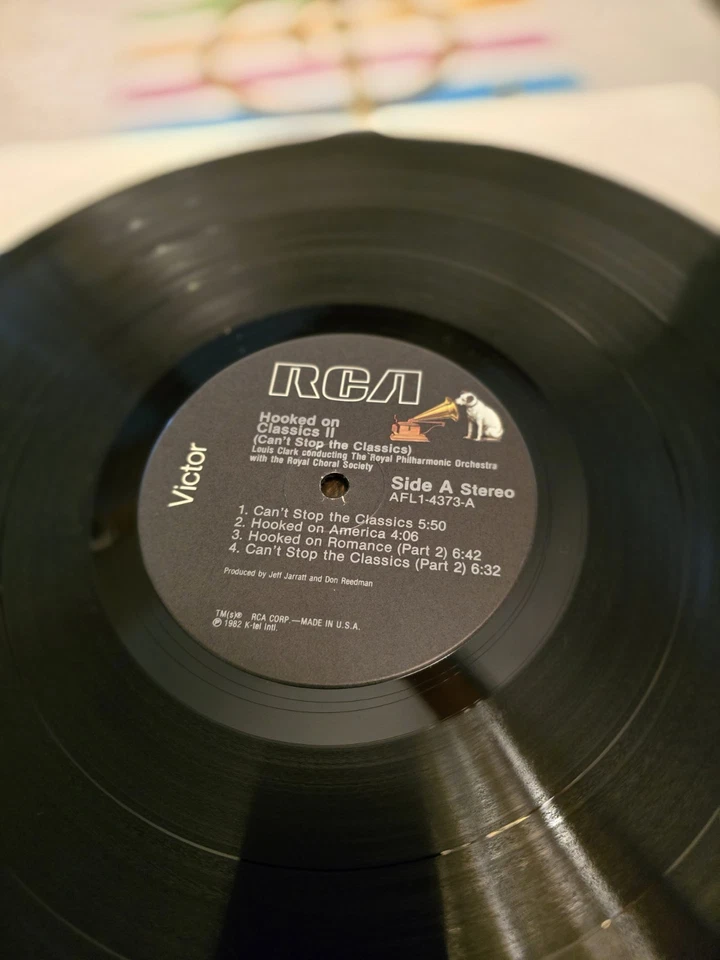 RCA
Hooked on
Classics II
(Can't Stop the Classics)
Louis Clark conducting The Royal Philharmonic Orchestra
with the Royal Choral Society
Victor
Side A Stereo
AFL1-4373-A
1. Can't Stop the Classics 5:50
2. Hooked on America 4:06
3. Hooked on Romance (Part 2) 6:42
4. Can't Stop the Classics (Part 2) 6:32
Produced by Jeff Jarratt and Don Reedman
TM(s)® RCA CORP.—MADE IN U.S.A.
℗ 1982 K-tel Intl.